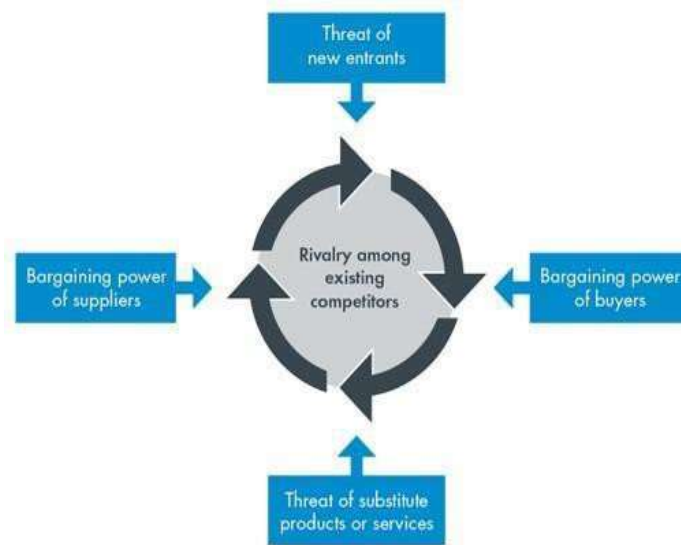 Threat of
new entrants
Bargaining power
of suppliers
Rivalry among
existing
competitors
Bargaining power
of buyers
Threat of substitute
products or services